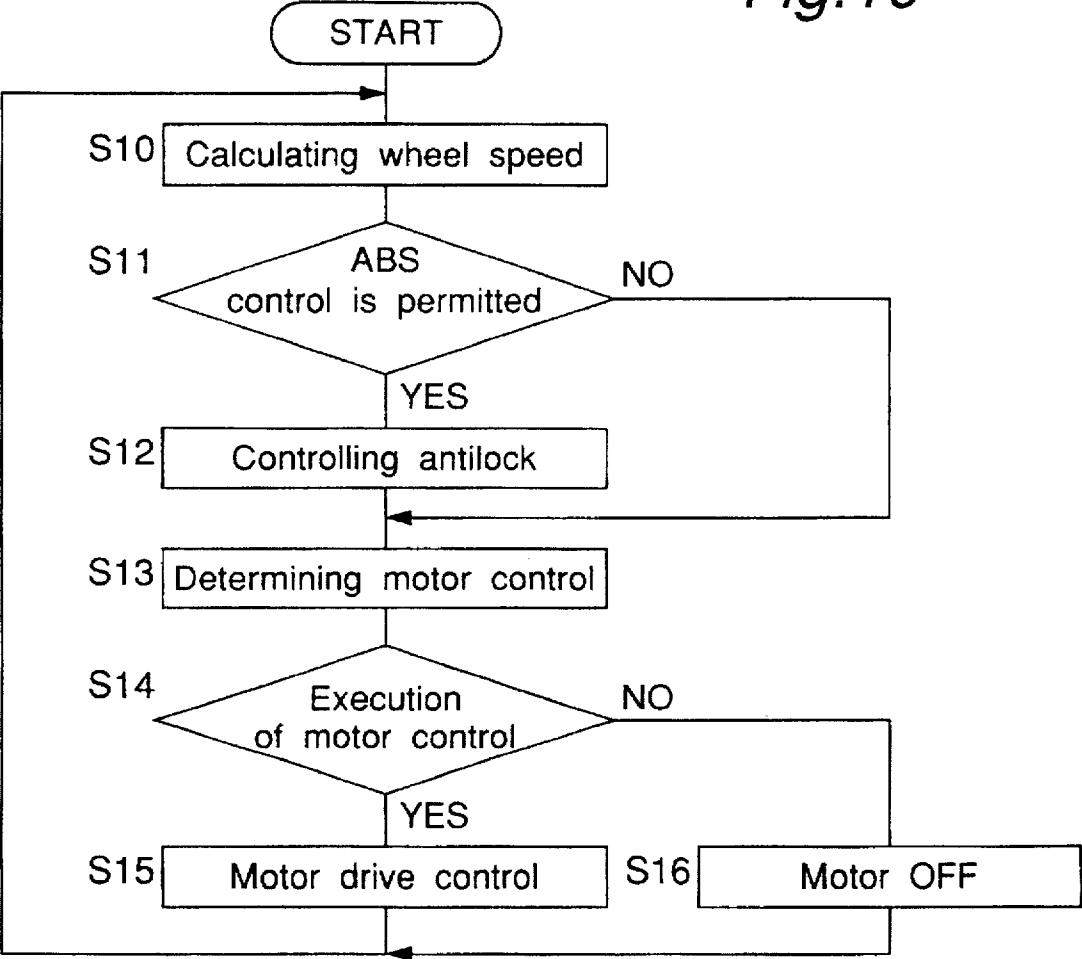 START
S10
Calculating wheel speed
S11
ABS
control is permitted
NO
YES
S12
Controlling antilock
S13
Determining motor control
S14
Execution
of motor control
NO
YES
S15
Motor drive control
S16
Motor OFF